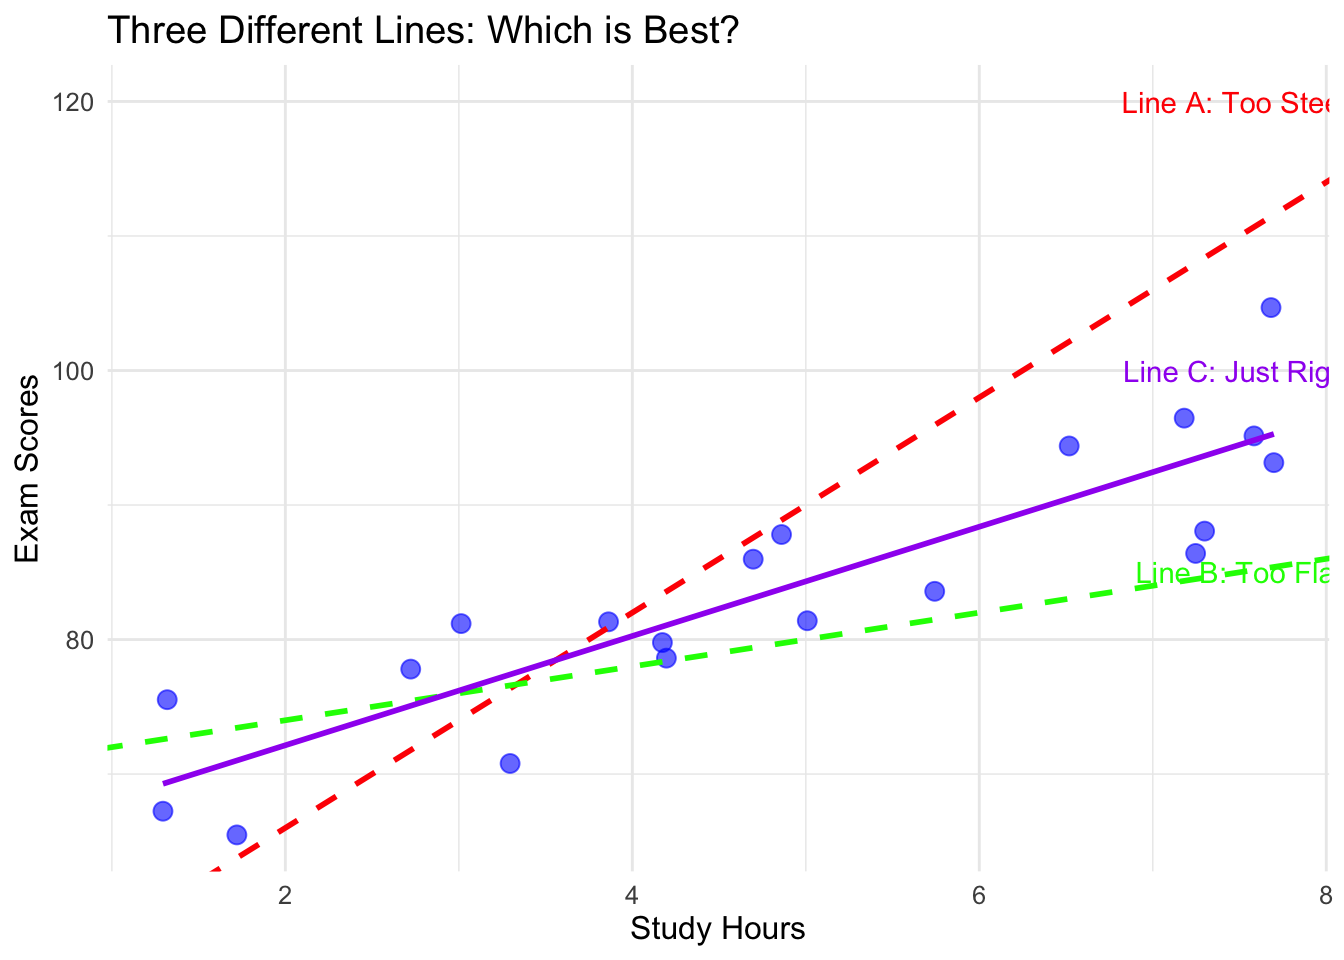 Three Different Lines: Which is Best?
120
Line A: Too Stee
100
Line C: Just Rig
Exam Scores
Line B: Too Fla
80
2 4 6 8
Study Hours